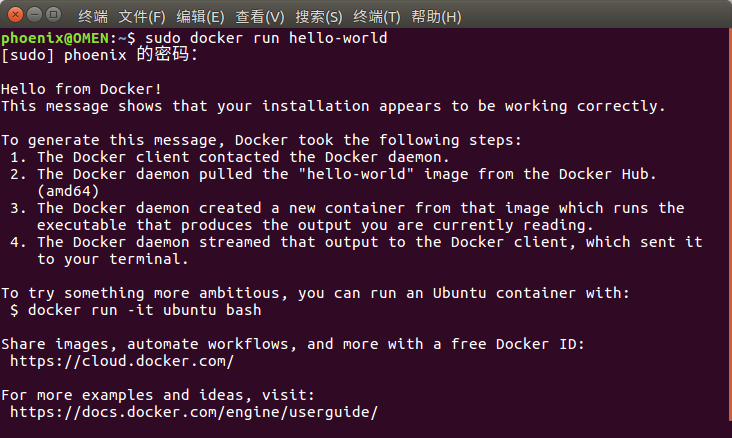 终端 文件(F) 编辑(E) 查看(V) 搜索(S) 终端(T) 帮助(H)
phoenix@OMEN:~$ sudo docker run hello-world
[sudo] phoenix 的密码：

Hello from Docker!
This message shows that your installation appears to be working correctly.

To generate this message, Docker took the following steps:
 1. The Docker client contacted the Docker daemon.
 2. The Docker daemon pulled the "hello-world" image from the Docker Hub.
    (amd64)
 3. The Docker daemon created a new container from that image which runs the
    executable that produces the output you are currently reading.
 4. The Docker daemon streamed that output to the Docker client, which sent it
    to your terminal.

To try something more ambitious, you can run an Ubuntu container with:
 $ docker run -it ubuntu bash

Share images, automate workflows, and more with a free Docker ID:
 https://cloud.docker.com/

For more examples and ideas, visit:
 https://docs.docker.com/engine/userguide/